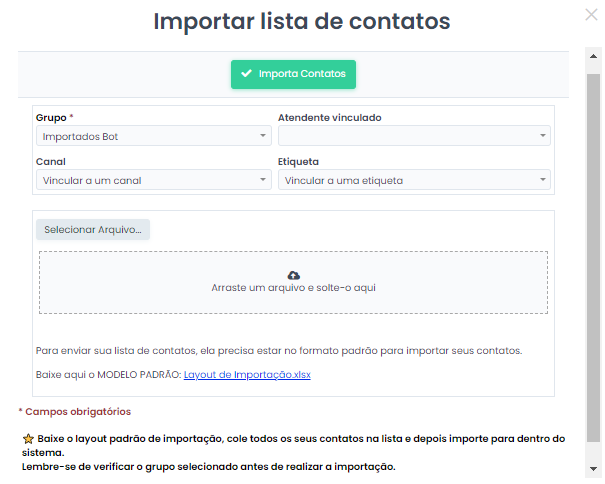 Importar lista de contatos
Importa Contatos
Grupo *
Atendente vinculado
Importados Bot
Canal
Etiqueta
Vincular a um canal
Vincular a uma etiqueta
Selecionar Arquivo...
Arraste um arquivo e solte-o aqui
Para enviar sua lista de contatos, ela precisa estar no formato padrão para importar seus contatos.
Baixe aqui o MODELO PADRÃO: Layout de Importação.xlsx
* Campos obrigatórios
Baixe o layout padrão de importação, cole todos os seus contatos na lista e depois importe para dentro do
sistema.
Lembre-se de verificar o grupo selecionado antes de realizar a importação.